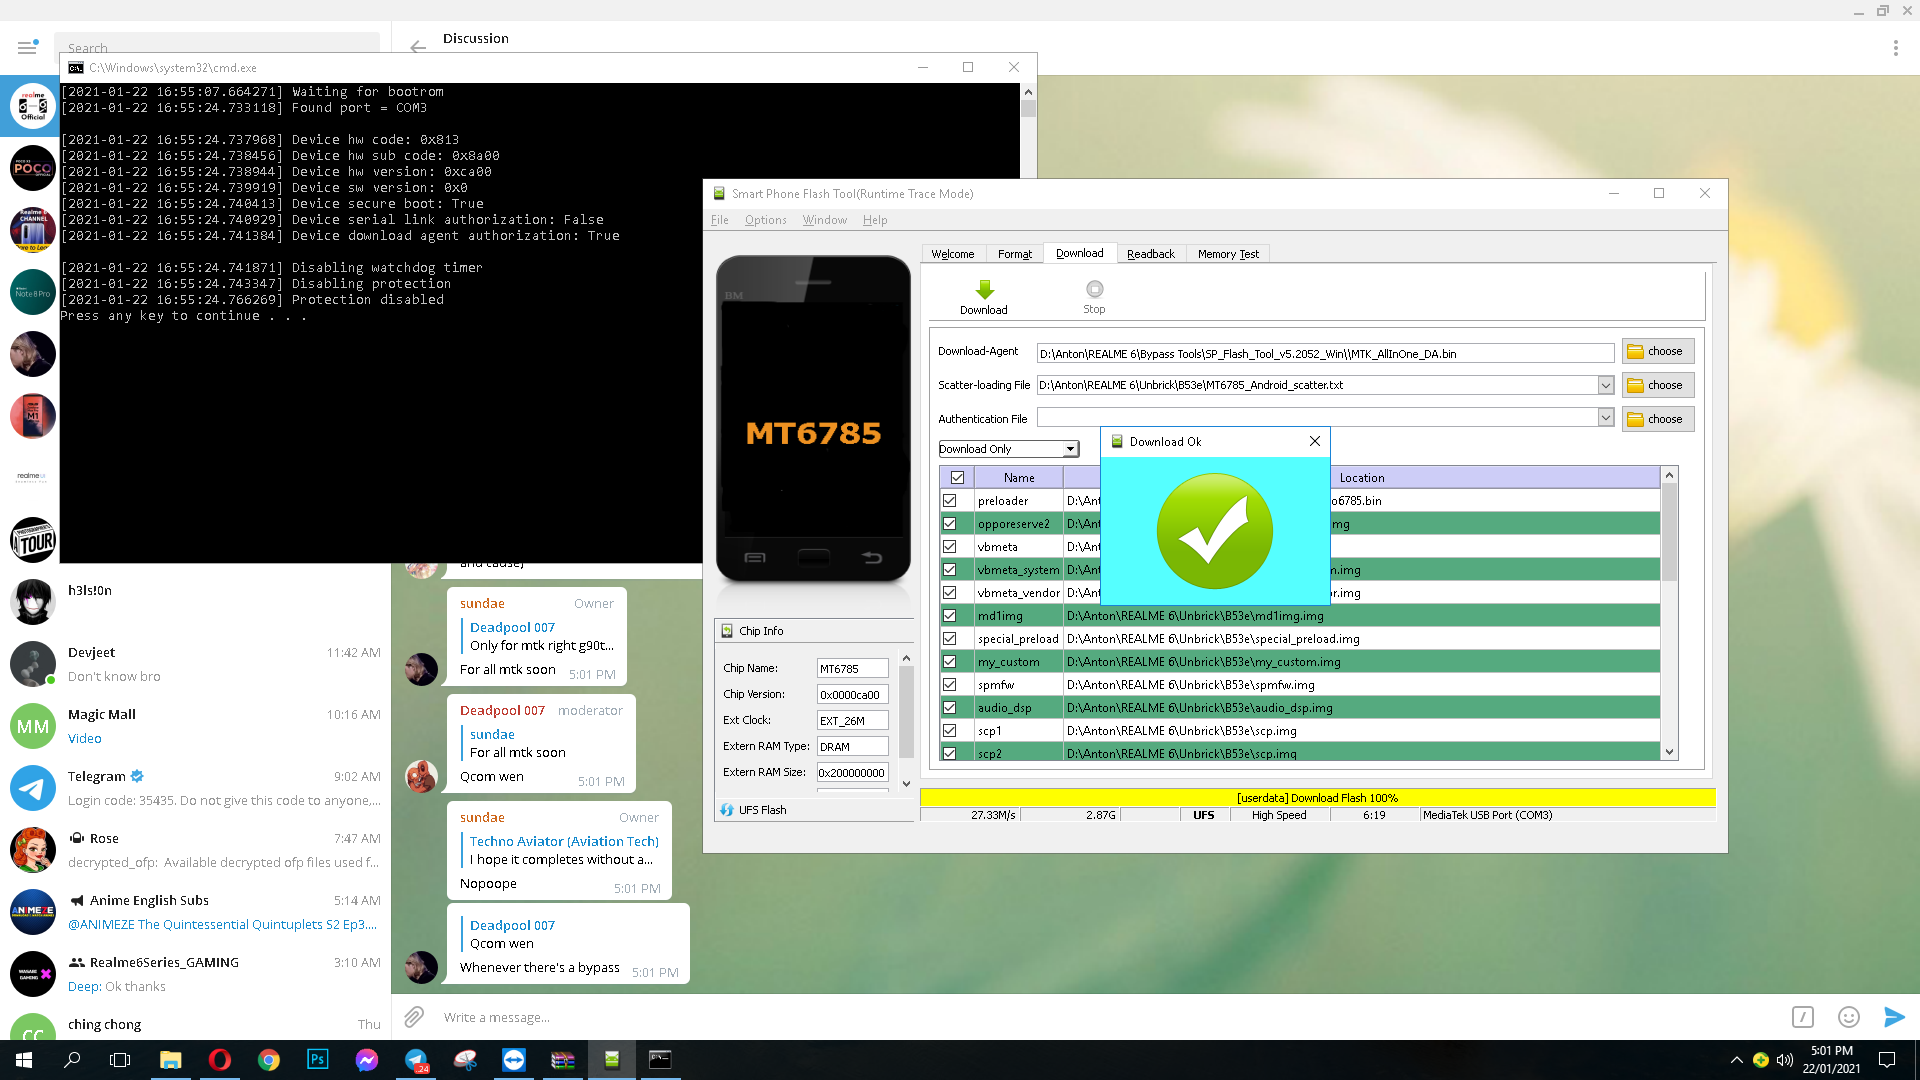 Search
Discussion
C:\Windows\system32\cmd.exe
[2021-01-22 16:55:07.664271] Waiting for bootrom
[2021-01-22 16:55:24.733118] Found port = COM3
[2021-01-22 16:55:24.737968] Device hw code: 0x813
[2021-01-22 16:55:24.738456] Device hw sub code: 0x8a00
[2021-01-22 16:55:24.738944] Device hw version: 0xca00
[2021-01-22 16:55:24.739919] Device sw version: 0x0
[2021-01-22 16:55:24.740413] Device secure boot: True
[2021-01-22 16:55:24.740929] Device serial link authorization: False
[2021-01-22 16:55:24.741384] Device download agent authorization: True
[2021-01-22 16:55:24.741871] Disabling watchdog timer
[2021-01-22 16:55:24.743347] Disabling protection
[2021-01-22 16:55:24.766269] Protection disabled
Press any key to continue . . .
Smart Phone Flash Tool(Runtime Trace Mode)
File Options Window Help
Welcome Format Download Readback Memory Test
Download Stop
Download-Agent D:\Anton\REALME 6\Bypass Tools\SP_Flash_Tool_v5.2052_Win\\MTK_AllInOne_DA.bin choose
Scatter-loading File D:\Anton\REALME 6\Unbrick\B53e\MT6785_Android_scatter.txt choose
Authentication File choose
Download Only
Download Ok
Name Location
preloader D:\Ant o6785.bin
opporeserve2 D:\Ant mg
vbmeta D:\Ant
vbmeta_system D:\Ant n.img
vbmeta_vendor D:\Ant or.img
md1img D:\Anton\REALME 6\Unbrick\B53e\md1img.img
special_preload D:\Anton\REALME 6\Unbrick\B53e\special_preload.img
my_custom D:\Anton\REALME 6\Unbrick\B53e\my_custom.img
spmfw D:\Anton\REALME 6\Unbrick\B53e\spmfw.img
audio_dsp D:\Anton\REALME 6\Unbrick\B53e\audio_dsp.img
scp1 D:\Anton\REALME 6\Unbrick\B53e\scp.img
scp2 D:\Anton\REALME 6\Unbrick\B53e\scp.img
BM
MT6785
Chip Info
Chip Name: MT6785
Chip Version: 0x0000ca00
Ext Clock: EXT_26M
Extern RAM Type: DRAM
Extern RAM Size: 0x200000000
UFS Flash
[userdata] Download Flash 100%
27.33M/s 2.87G UFS High Speed 6:19 MediaTek USB Port (COM3)
realme
Official
POCO
Realme 6
CHANNEL
Note 8 Pro
M1
realmeUI
A TOUR
h3ls!0n
Devjeet 11:42 AM
Don't know bro
MM
Magic Mall 10:16 AM
Video
Telegram 9:02 AM
Login code: 35435. Do not give this code to anyone,...
Rose 7:47 AM
decrypted_ofp: Available decrypted ofp files used f...
ANIMEZE
Anime English Subs 5:14 AM
@ANIMEZE The Quintessential Quintuplets S2 Ep3....
GAMING
Realme6Series_GAMING 3:10 AM
Deep: Ok thanks
CC
ching chong Thu
and cause)
sundae Owner
Deadpool 007
Only for mtk right g90t...
For all mtk soon 5:01 PM
Deadpool 007 moderator
sundae
For all mtk soon
Qcom wen 5:01 PM
sundae Owner
Techno Aviator (Aviation Tech)
I hope it completes without a...
Nopoope 5:01 PM
Deadpool 007
Qcom wen
Whenever there's a bypass 5:01 PM
Write a message...
Ps
24
5:01 PM
22/01/2021